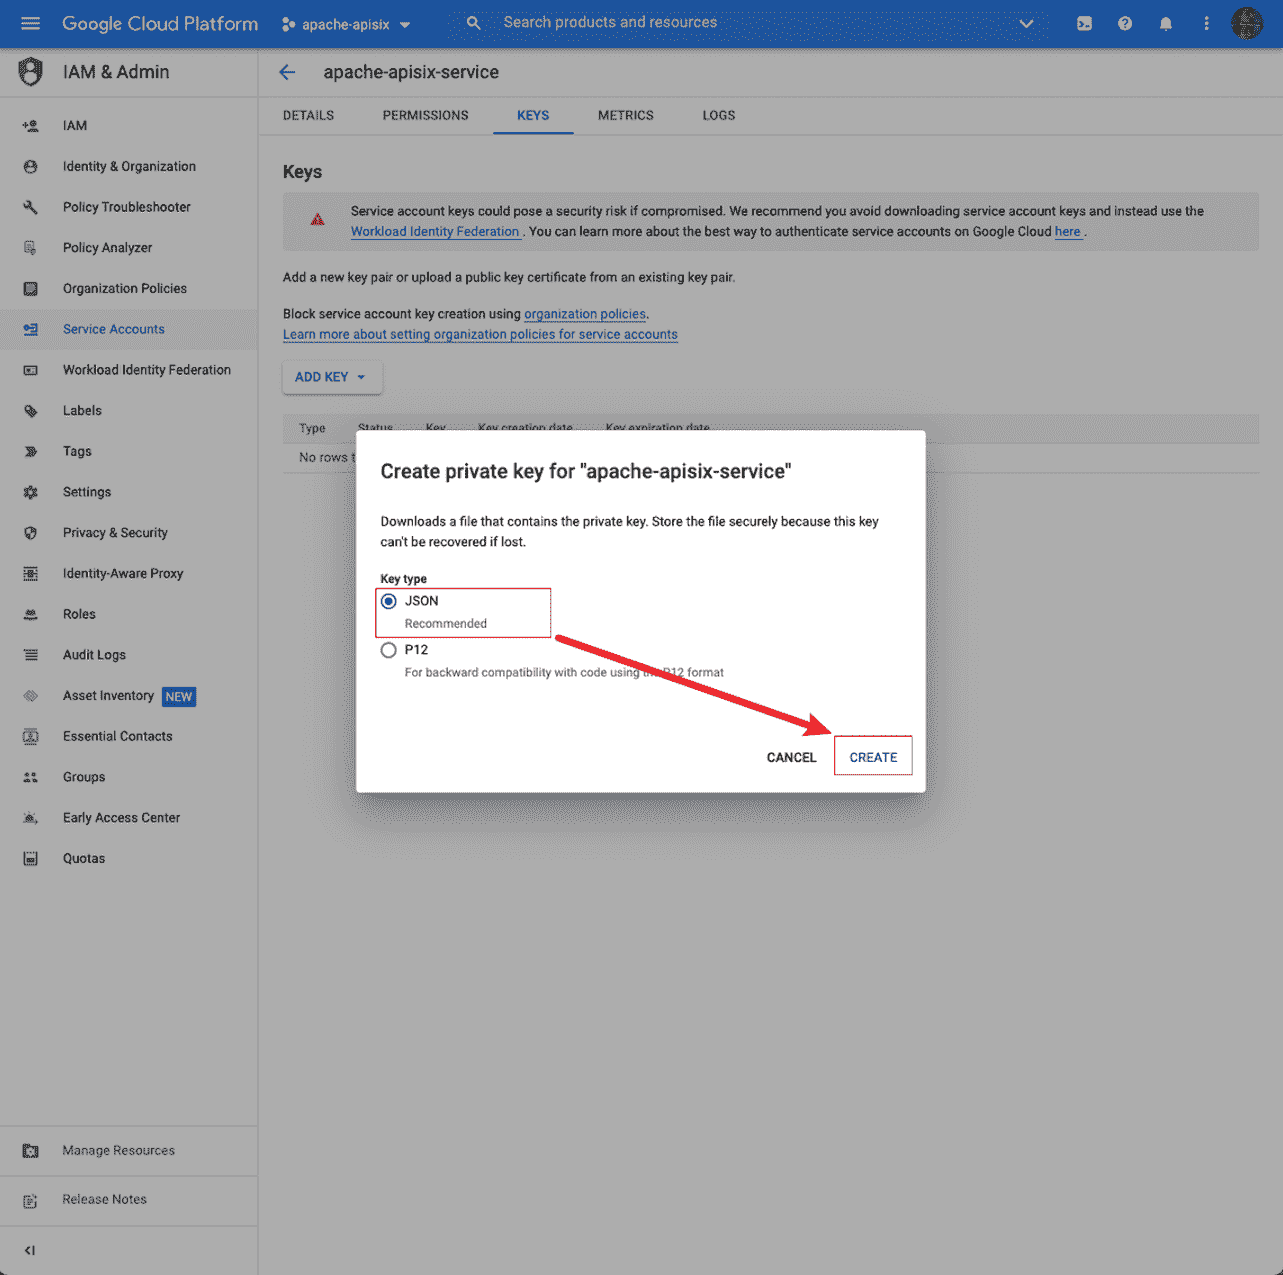 Google Cloud Platform
apache-apisix
Search products and resources
IAM & Admin
apache-apisix-service
DETAILS
PERMISSIONS
KEYS
METRICS
LOGS
IAM
Identity & Organization
Policy Troubleshooter
Policy Analyzer
Organization Policies
Service Accounts
Workload Identity Federation
Labels
Tags
Settings
Privacy & Security
Identity-Aware Proxy
Roles
Audit Logs
Asset Inventory NEW
Essential Contacts
Groups
Early Access Center
Quotas
Manage Resources
Release Notes
Keys
Service account keys could pose a security risk if compromised. We recommend you avoid downloading service account keys and instead use the
Workload Identity Federation . You can learn more about the best way to authenticate service accounts on Google Cloud here .
Add a new key pair or upload a public key certificate from an existing key pair.
Block service account key creation using organization policies.
Learn more about setting organization policies for service accounts
ADD KEY
Type Status Key Key creation date Key expiration date
No rows t
Create private key for "apache-apisix-service"
Downloads a file that contains the private key. Store the file securely because this key
can't be recovered if lost.
Key type
JSON
Recommended
P12
For backward compatibility with code using the P12 format
CANCEL
CREATE